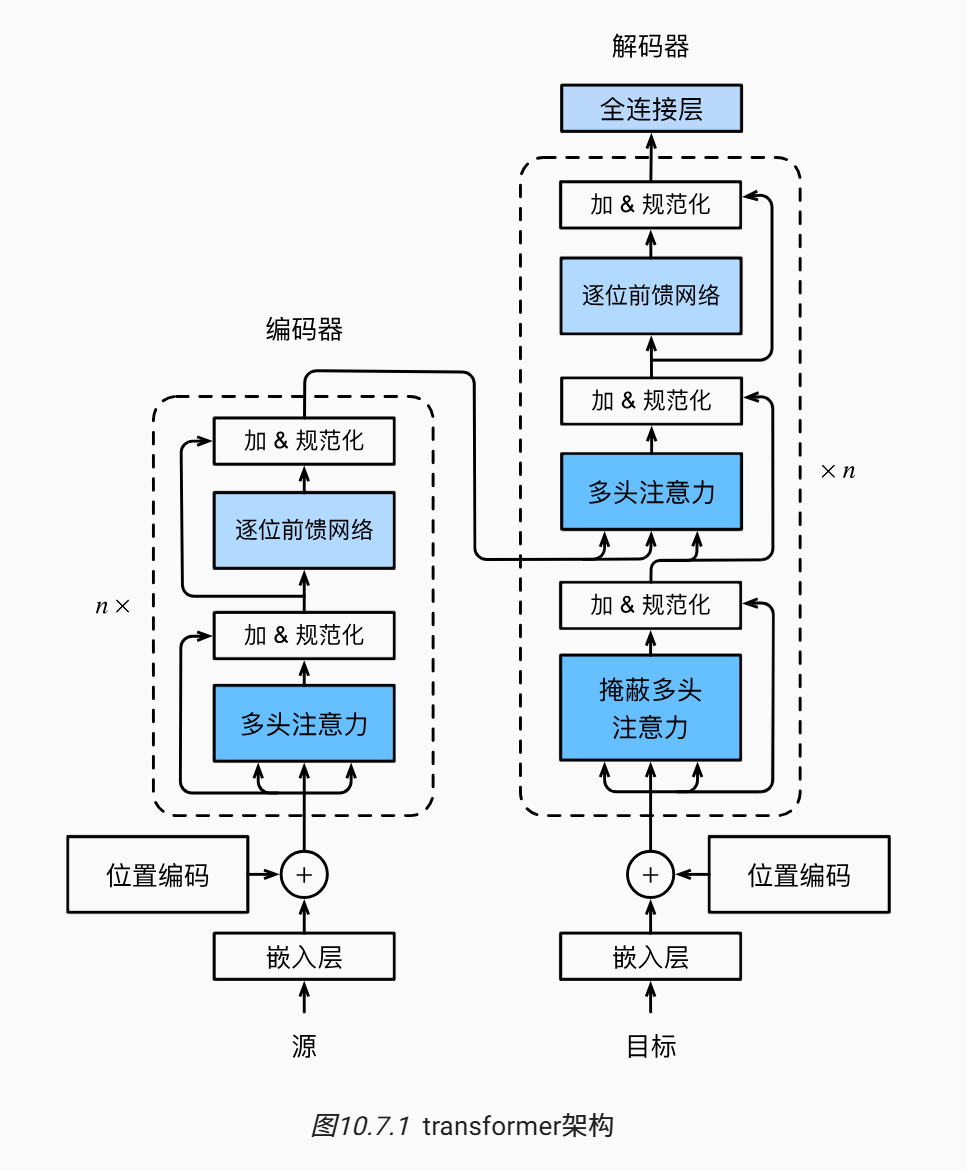 解码器
全连接层
加 & 规范化
逐位前馈网络
加 & 规范化
多头注意力
× n
加 & 规范化
掩蔽多头
注意力
位置编码
嵌入层
目标
编码器
加 & 规范化
逐位前馈网络
n ×
加 & 规范化
多头注意力
位置编码
嵌入层
源
+
+
图10.7.1 transformer架构